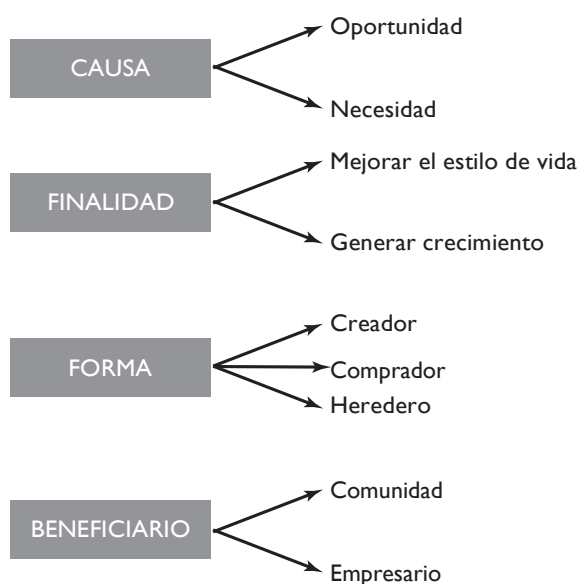 CAUSA
Oportunidad
Necesidad
FINALIDAD
Mejorar el estilo de vida
Generar crecimiento
FORMA
Creador
Comprador
Heredero
BENEFICIARIO
Comunidad
Empresario